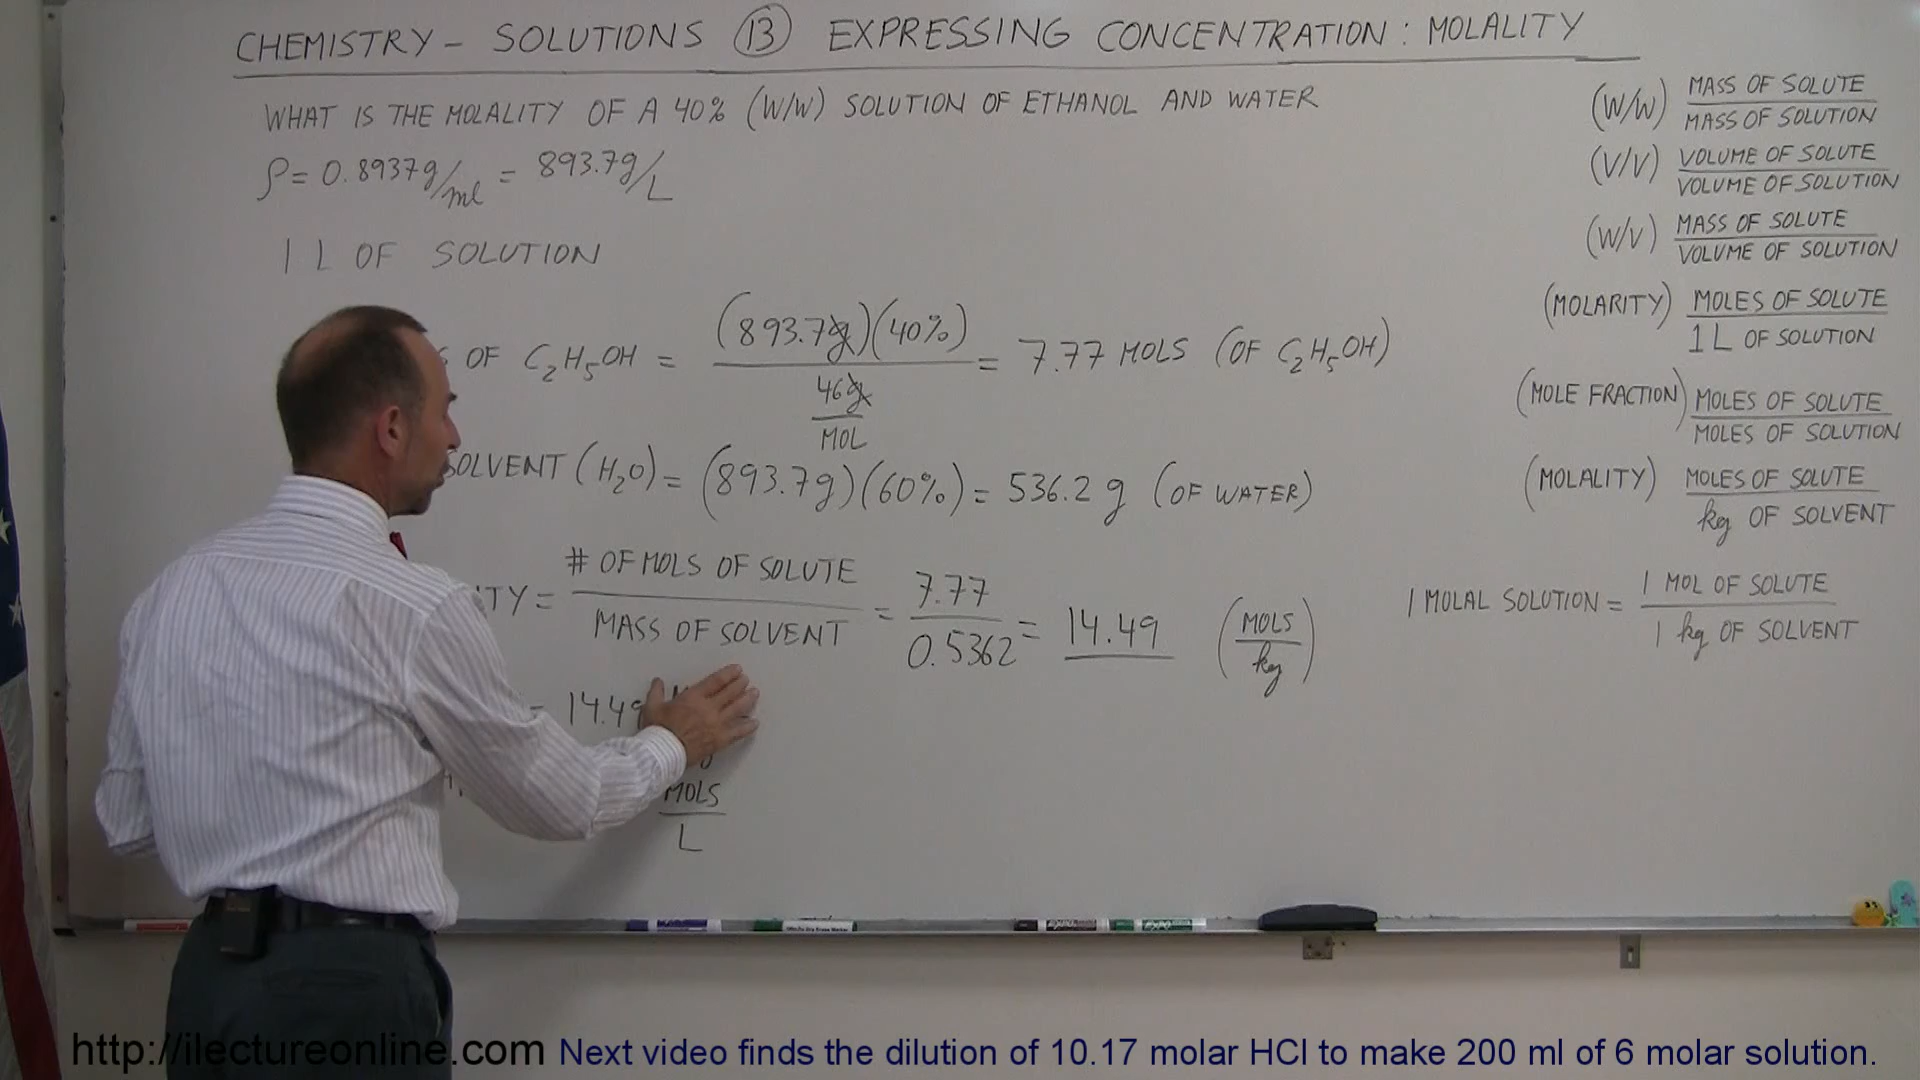 CHEMISTRY – SOLUTIONS 13 EXPRESSING CONCENTRATION: MOLALITY
WHAT IS THE MOLALITY OF A 40% (W/W) SOLUTION OF ETHANOL AND WATER
ρ = 0.8937g/ml = 893.7g/L
1 L OF SOLUTION
OF C₂H₅OH = (893.7g)(40%) / 46g/MOL = 7.77 MOLS (OF C₂H₅OH)
SOLVENT (H₂O) = (893.7g)(60%) = 536.2 g (OF WATER)
= # OF MOLS OF SOLUTE / MASS OF SOLVENT = 7.77 / 0.5362 = 14.49 (MOLS / kg)
= 14.49
MOLS / L
(W/W) MASS OF SOLUTE / MASS OF SOLUTION
(V/V) VOLUME OF SOLUTE / VOLUME OF SOLUTION
(W/V) MASS OF SOLUTE / VOLUME OF SOLUTION
(MOLARITY) MOLES OF SOLUTE / 1 L OF SOLUTION
(MOLE FRACTION) MOLES OF SOLUTE / MOLES OF SOLUTION
(MOLALITY) MOLES OF SOLUTE / kg OF SOLVENT
1 MOLAL SOLUTION = 1 MOL OF SOLUTE / 1 kg OF SOLVENT
http://ilectureonline.com Next video finds the dilution of 10.17 molar HCl to make 200 ml of 6 molar solution.